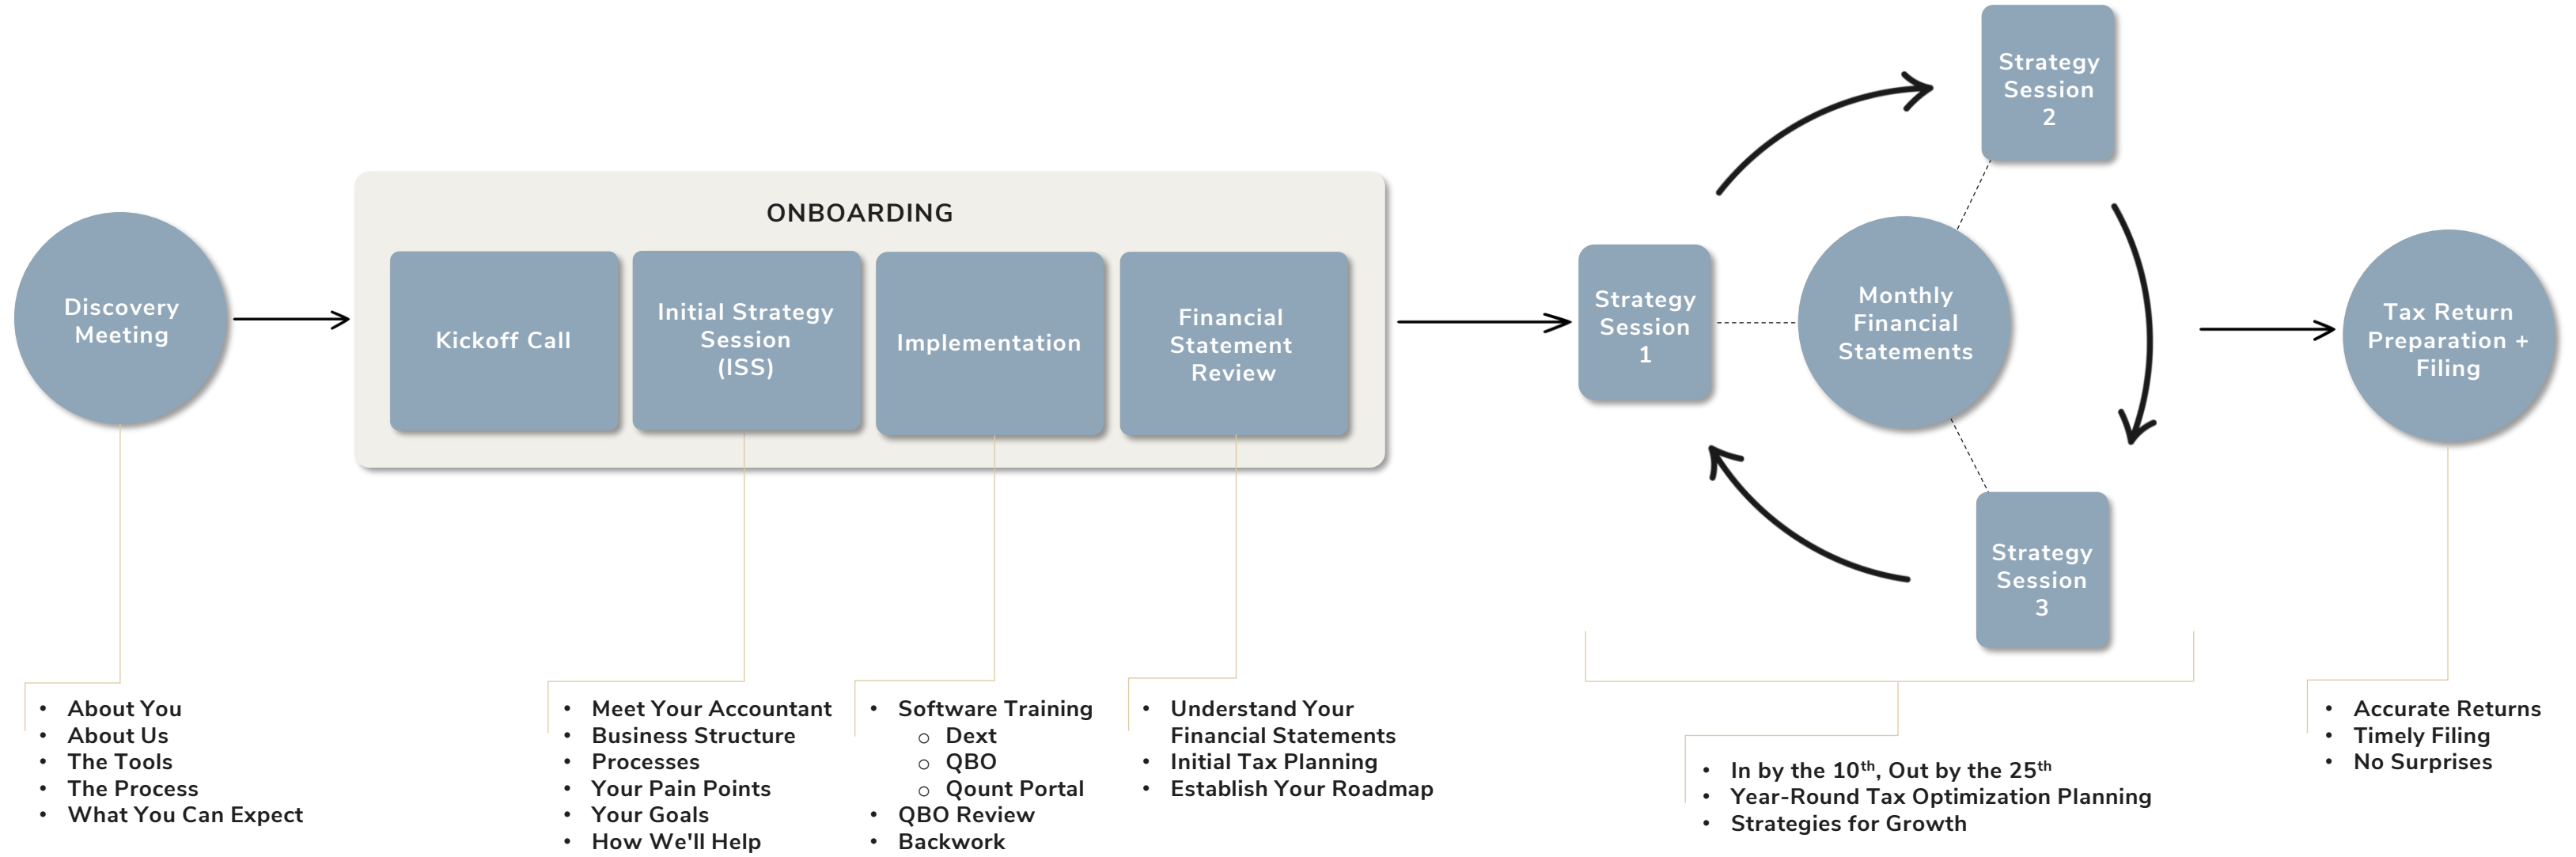 Discovery
Meeting
ONBOARDING
Kickoff Call
Initial Strategy
Session
(ISS)
Implementation
Financial
Statement
Review
Strategy
Session
1
Strategy
Session
2
Monthly
Financial
Statements
Strategy
Session
3
Tax Return
Preparation +
Filing
• About You
• About Us
• The Tools
• The Process
• What You Can Expect
• Meet Your Accountant
• Business Structure
• Processes
• Your Pain Points
• Your Goals
• How We'll Help
• Software Training
○ Dext
○ QBO
○ Qount Portal
• QBO Review
• Backwork
• Understand Your
Financial Statements
• Initial Tax Planning
• Establish Your Roadmap
• In by the 10th, Out by the 25th
• Year-Round Tax Optimization Planning
• Strategies for Growth
• Accurate Returns
• Timely Filing
• No Surprises